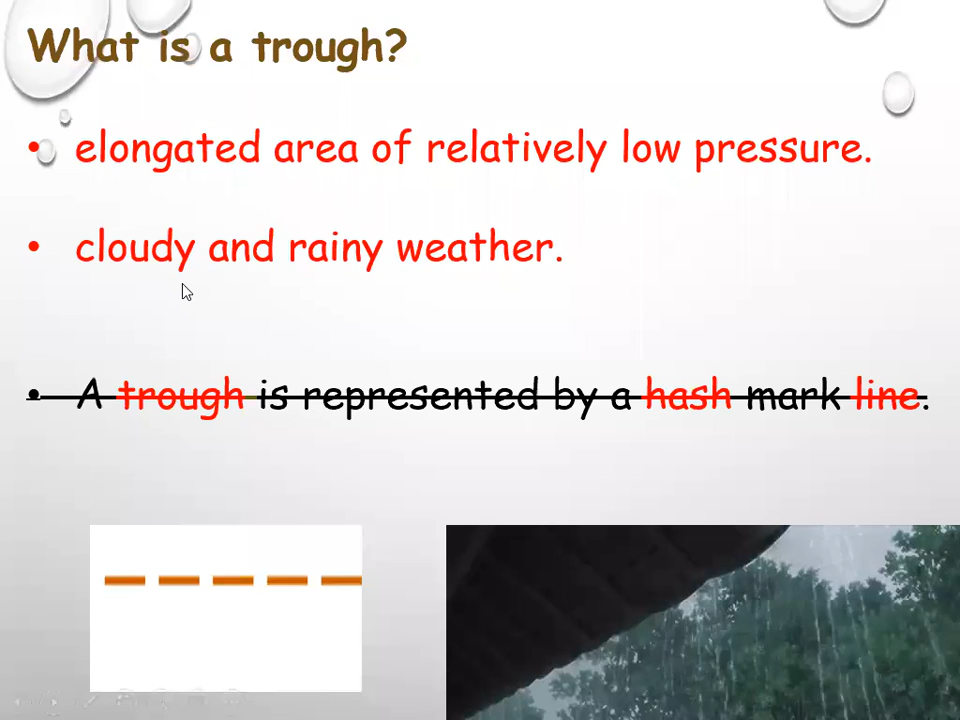 What is a trough?
• elongated area of relatively low pressure.
• cloudy and rainy weather.
• A trough is represented by a hash mark line.